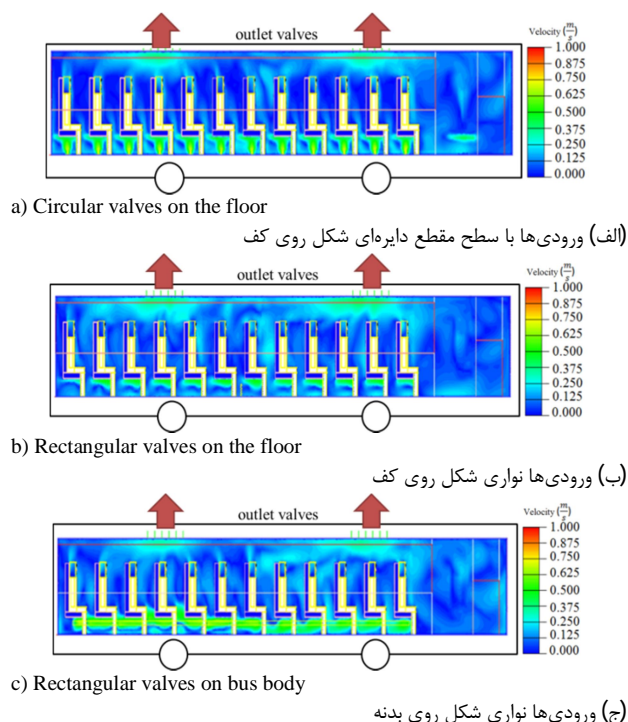 outlet valves
Velocity (m/s)
1.000
0.875
0.750
0.625
0.500
0.375
0.250
0.125
0.000
a) Circular valves on the floor
الف) ورودی‌ها با سطح مقطع دایره‌ای شکل روی کف
outlet valves
Velocity (m/s)
1.000
0.875
0.750
0.625
0.500
0.375
0.250
0.125
0.000
b) Rectangular valves on the floor
ب) ورودی‌ها نواری شکل روی کف
outlet valves
Velocity (m/s)
1.000
0.875
0.750
0.625
0.500
0.375
0.250
0.125
0.000
c) Rectangular valves on bus body
ج) ورودی‌ها نواری شکل روی بدنه